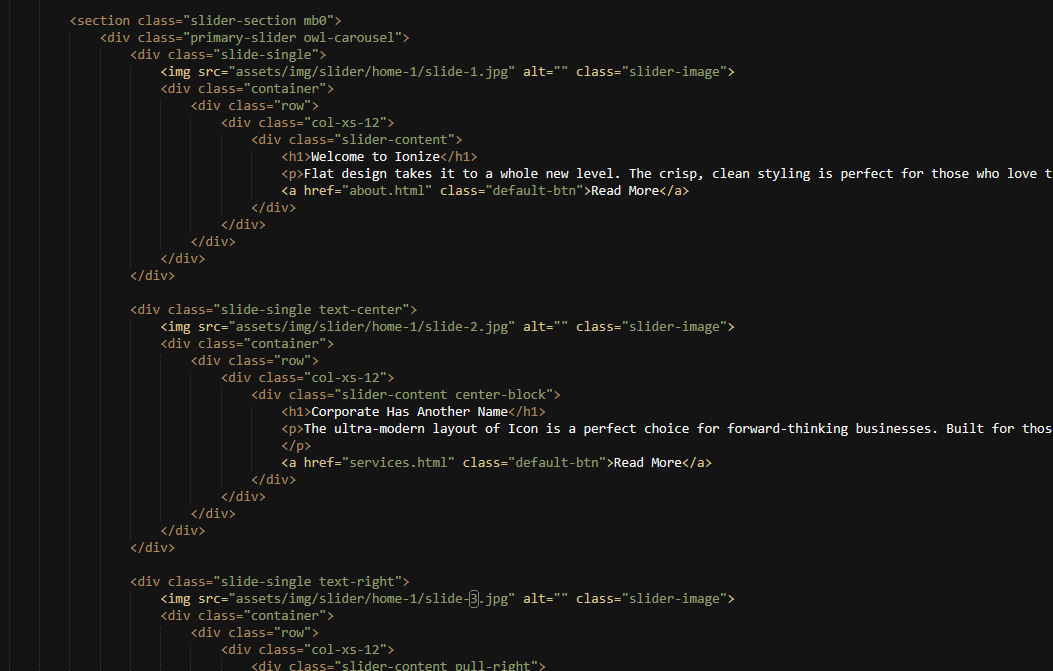 <section class="slider-section mb0">
<div class="primary-slider owl-carousel">
<div class="slide-single">
<img src="assets/img/slider/home-1/slide-1.jpg" alt="" class="slider-image">
<div class="container">
<div class="row">
<div class="col-xs-12">
<div class="slider-content">
<h1>Welcome to Ionize</h1>
<p>Flat design takes it to a whole new level. The crisp, clean styling is perfect for those who love t
<a href="about.html" class="default-btn">Read More</a>
</div>
</div>
</div>
</div>
</div>
<div class="slide-single text-center">
<img src="assets/img/slider/home-1/slide-2.jpg" alt="" class="slider-image">
<div class="container">
<div class="row">
<div class="col-xs-12">
<div class="slider-content center-block">
<h1>Corporate Has Another Name</h1>
<p>The ultra-modern layout of Icon is a perfect choice for forward-thinking businesses. Built for thos
</p>
<a href="services.html" class="default-btn">Read More</a>
</div>
</div>
</div>
</div>
</div>
<div class="slide-single text-right">
<img src="assets/img/slider/home-1/slide-3.jpg" alt="" class="slider-image">
<div class="container">
<div class="row">
<div class="col-xs-12">
<div class="slider-content pull-right">